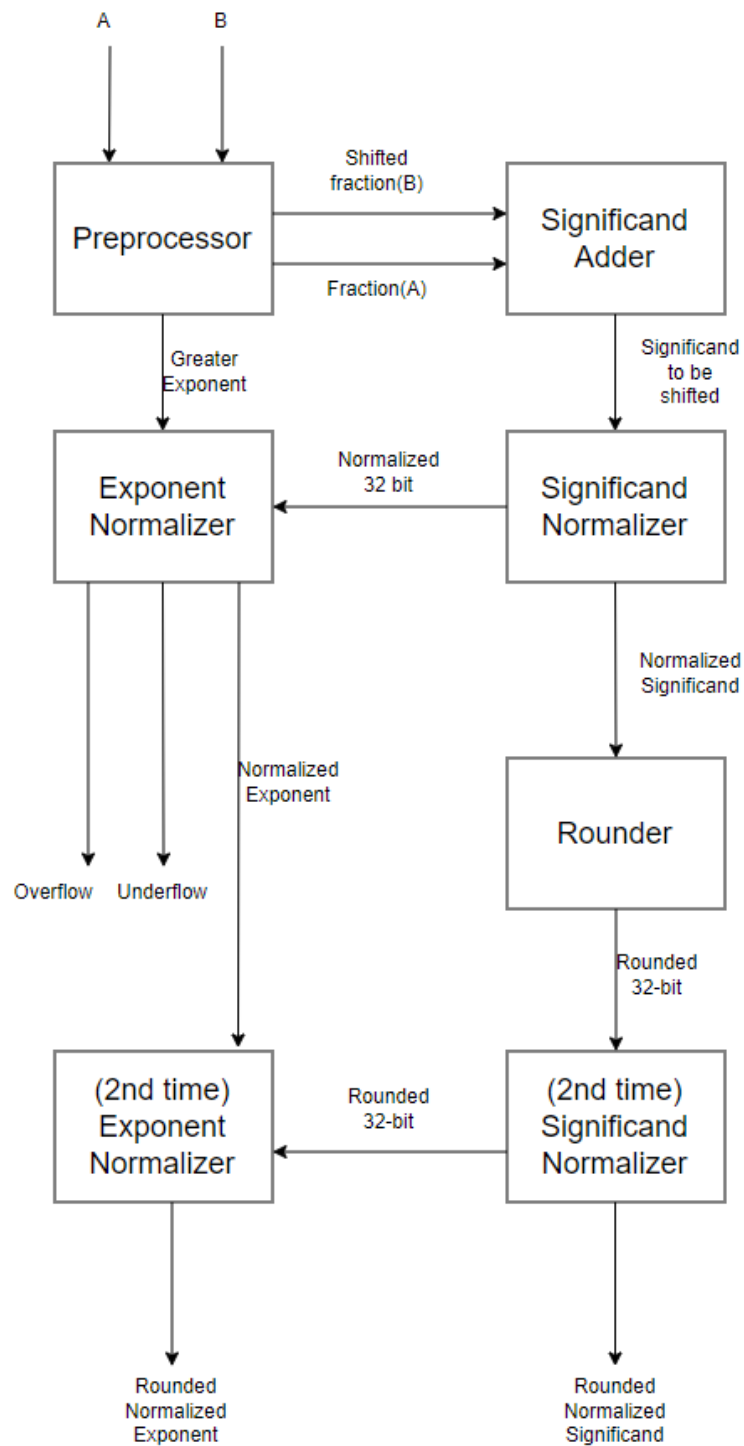 A
B
Shifted
fraction(B)
Preprocessor
Significand
Adder
Fraction(A)
Greater
Exponent
Significand
to be
shifted
Exponent
Normalizer
Normalized
32 bit
Significand
Normalizer
Normalized
Significand
Normalized
Exponent
Rounder
Overflow
Underflow
Rounded
32-bit
(2nd time)
Exponent
Normalizer
Rounded
32-bit
(2nd time)
Significand
Normalizer
Rounded
Normalized
Exponent
Rounded
Normalized
Significand